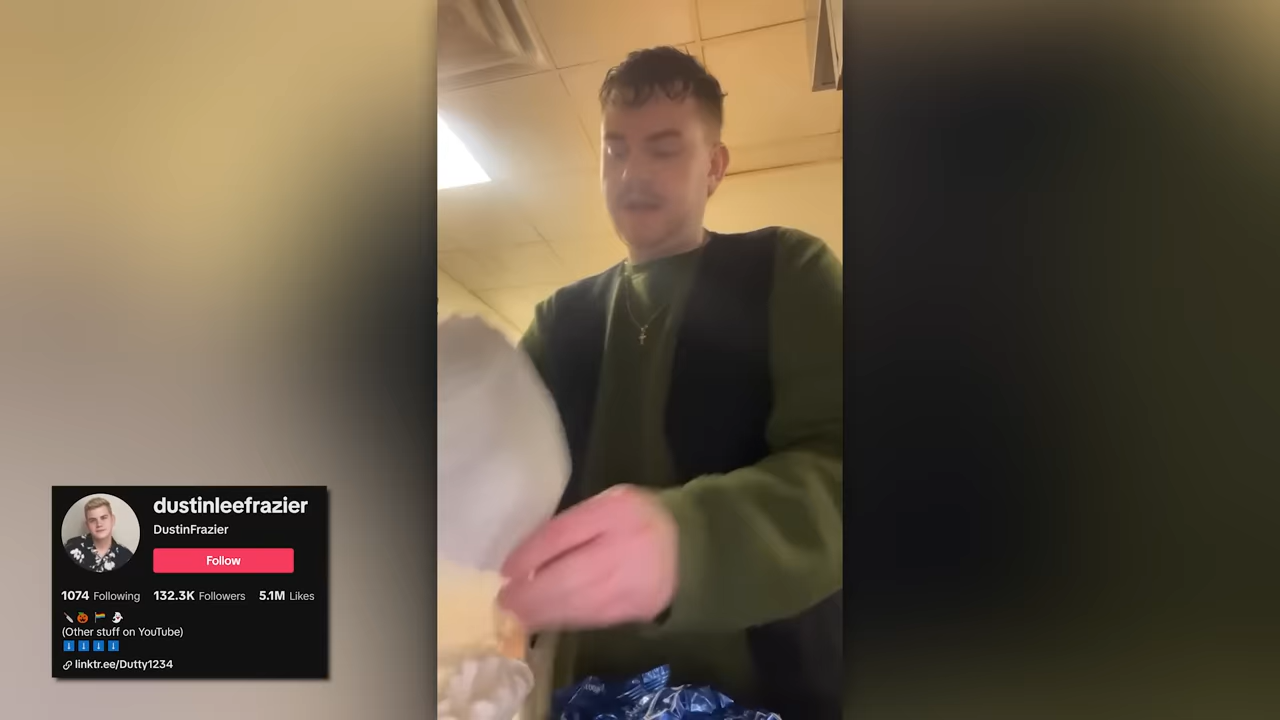 dustinleefrazier
DustinFrazier
Follow
1074 Following 132.3K Followers 5.1M Likes
🔪 🎃 🏳️‍🌈 👻
(Other stuff on YouTube)
⬇️ ⬇️ ⬇️ ⬇️
linktr.ee/Dutty1234